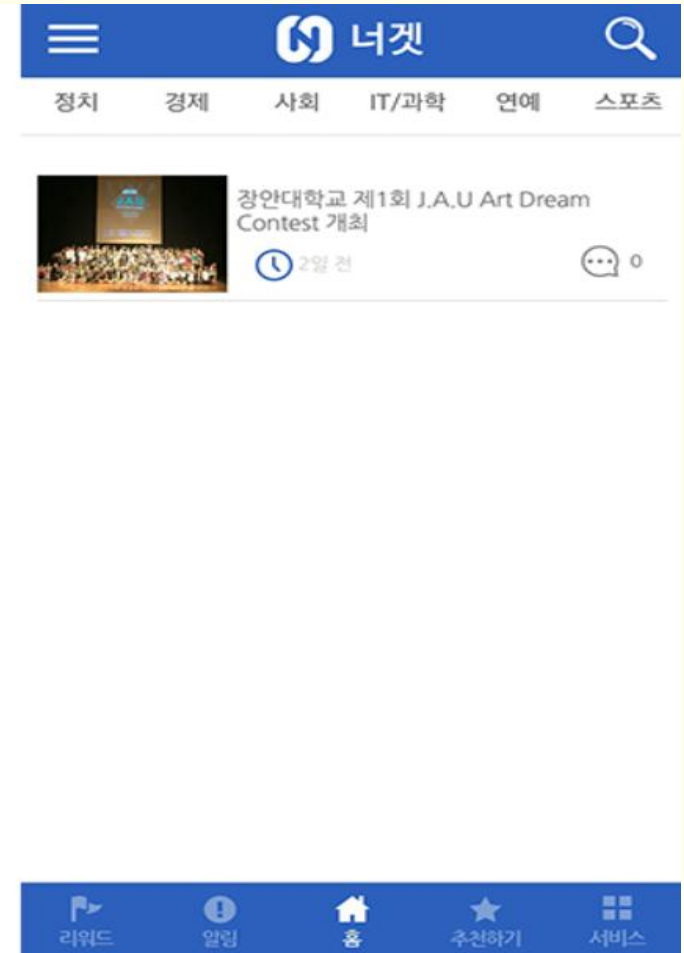 너겟
정치 경제 사회 IT/과학 연예 스포츠
장안대학교 제1회 J.A.U Art Dream
Contest 개최
2일 전 0
리워드 알림 홈 추천하기 서비스